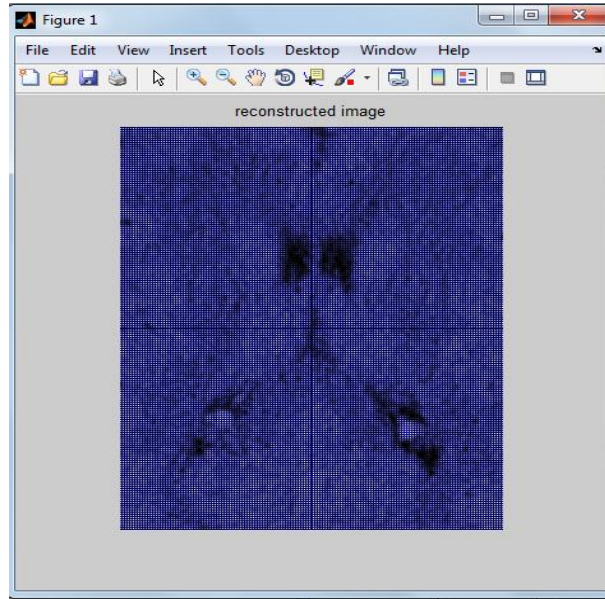 Figure 1
File Edit View Insert Tools Desktop Window Help
reconstructed image